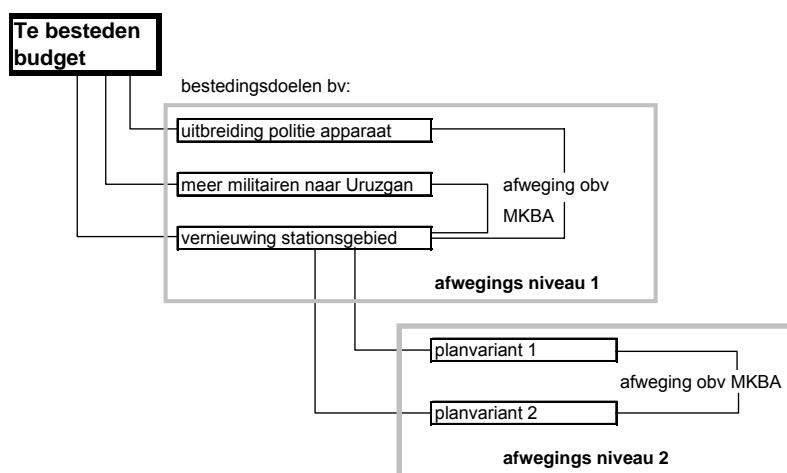 Te besteden
budget
bestedingsdoelen bv:
uitbreiding politie apparaat
meer militairen naar Uruzgan
afweging obv
MKBA
vernieuwing stationsgebied
afwegings niveau 1
planvariant 1
afweging obv MKBA
planvariant 2
afwegings niveau 2